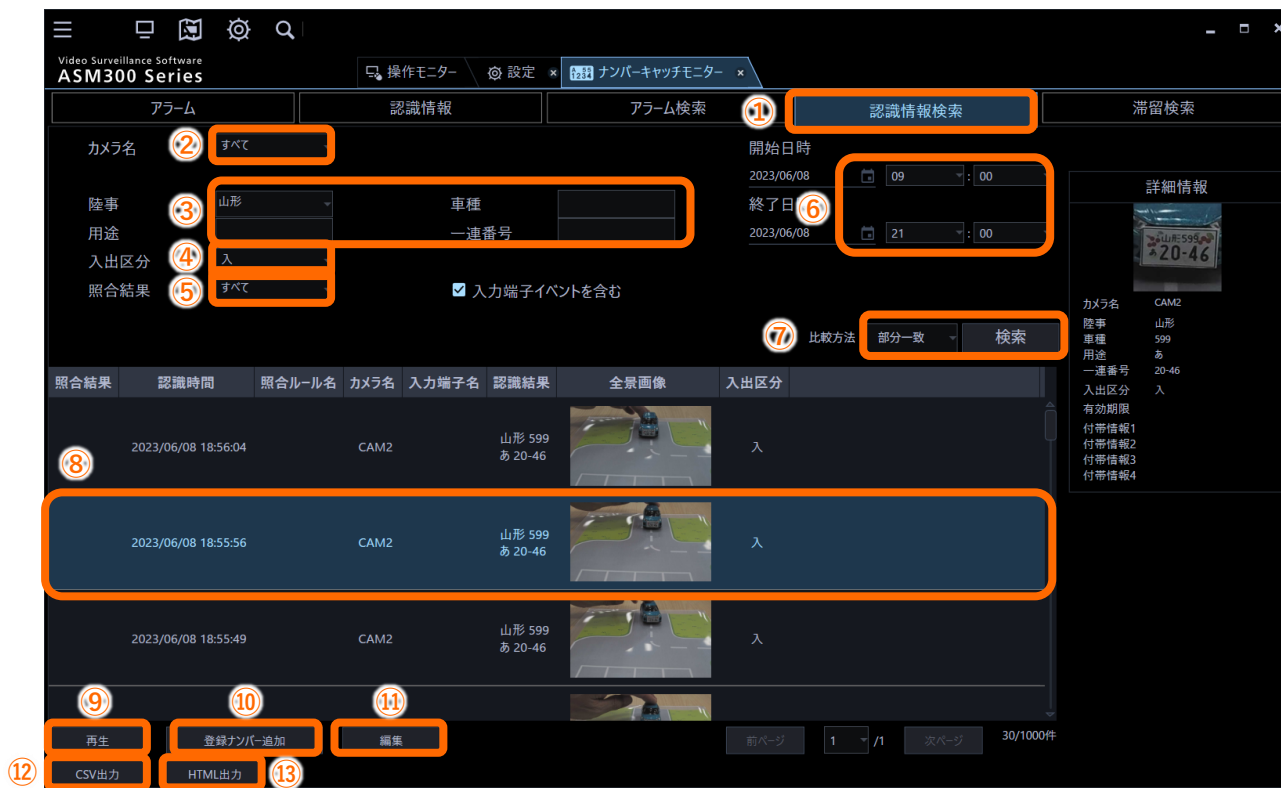 Video Surveillance Software
ASM300 Series
操作モニター
設定
ナンバーキャッチモニター
アラーム
認識情報
アラーム検索
①
認識情報検索
滞留検索
カメラ名
②
すべて
開始日時
2023/06/08
09
:
00
陸事
③
山形
車種
終了日
⑥
用途
一連番号
2023/06/08
21
:
00
入出区分
④
入
照合結果
⑤
すべて
入力端子イベントを含む
⑦
比較方法
部分一致
検索
詳細情報
山形 599
あ 20-46
カメラ名 CAM2
陸事 山形
車種 599
用途 あ
一連番号 20-46
入出区分 入
有効期限
付帯情報1
付帯情報2
付帯情報3
付帯情報4
照合結果 認識時間 照合ルール名 カメラ名 入力端子名 認識結果 全景画像 入出区分
⑧
2023/06/08 18:56:04 CAM2 山形 599
あ 20-46
入
2023/06/08 18:55:56 CAM2 山形 599
あ 20-46
入
2023/06/08 18:55:49 CAM2 山形 599
あ 20-46
入
⑨
⑩
⑪
再生
登録ナンバー追加
編集
前ページ
1
/1
次ページ
30/1000件
⑫
CSV出力
HTML出力
⑬